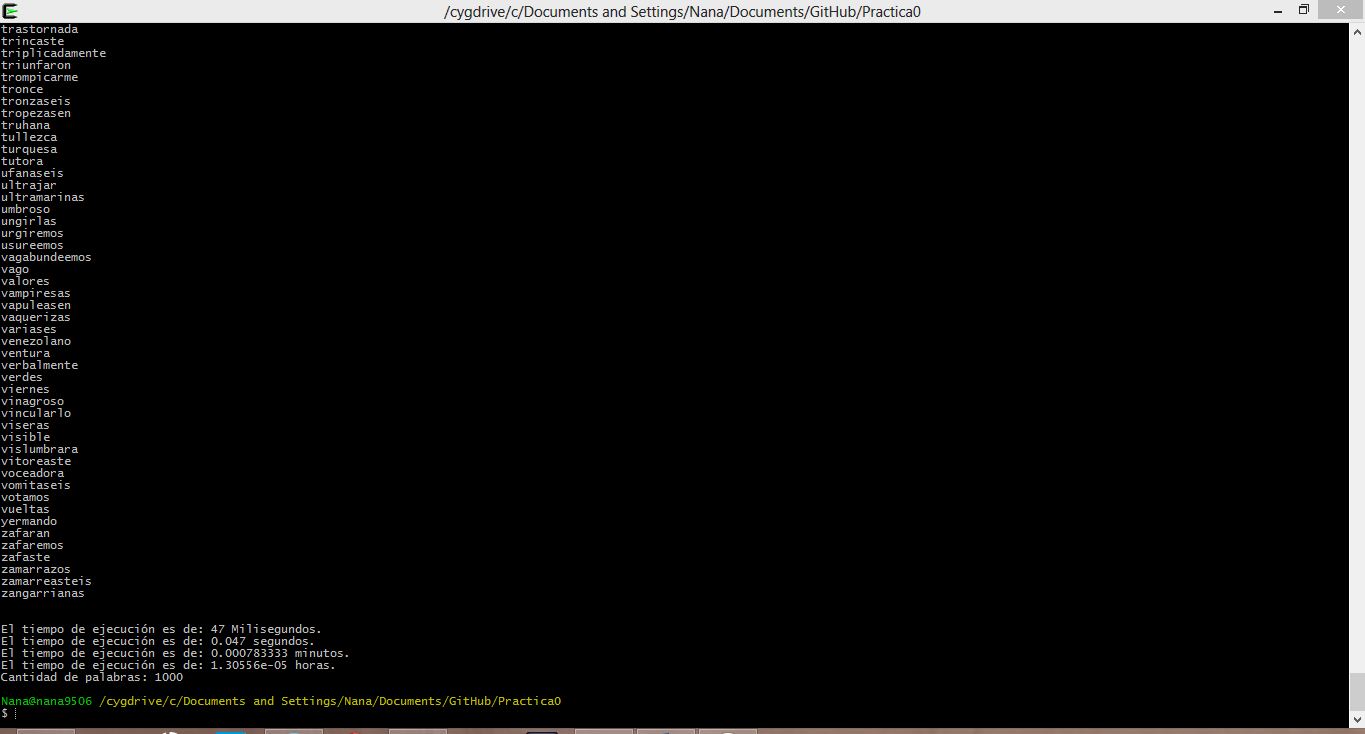 /cygdrive/c/Documents and Settings/Nana/Documents/GitHub/Practica0
trastornada
trincaste
triplicadamente
triunfaron
trompicarme
tronce
tronzaseis
tropezasen
truhana
tullezca
turquesa
tutora
ufanaseis
ultrajar
ultramarinas
umbroso
ungirlas
urgiremos
usureemos
vagabundeemos
vago
valores
vampiresas
vapuleasen
vaquerizas
variases
venezolano
ventura
verbalmente
verdes
viernes
vinagroso
vincularlo
viseras
visible
vislumbrara
vitoreaste
voceadora
vomitaseis
votamos
vueltas
yermando
zafaran
zafaremos
zafaste
zamarrazos
zamarreasteis
zangarrianas
El tiempo de ejecución es de: 47 Milisegundos.
El tiempo de ejecución es de: 0.047 segundos.
El tiempo de ejecución es de: 0.000783333 minutos.
El tiempo de ejecución es de: 1.30556e-05 horas.
Cantidad de palabras: 1000
Nana@nana9506 /cygdrive/c/Documents and Settings/Nana/Documents/GitHub/Practica0
$